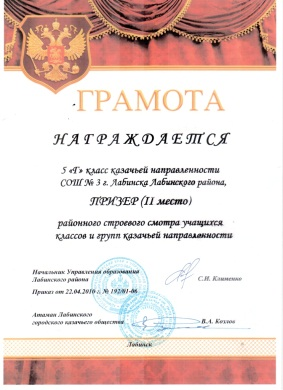 ГРАМОТА
НАГРАЖДАЕТСЯ
5 «Г» класс казачьей направленности
СОШ № 3 г. Лабинска Лабинского района,
ПРИЗЕР (II место)
районного строевого смотра учащихся
классов и групп казачьей направленности
Начальник Управления образования
Лабинского района
С.И. Клименко
Приказ от 22.04.2010 г. № 192/01-06
Атаман Лабинского
городского казачьего общества
В.А. Козлов
Лабинск